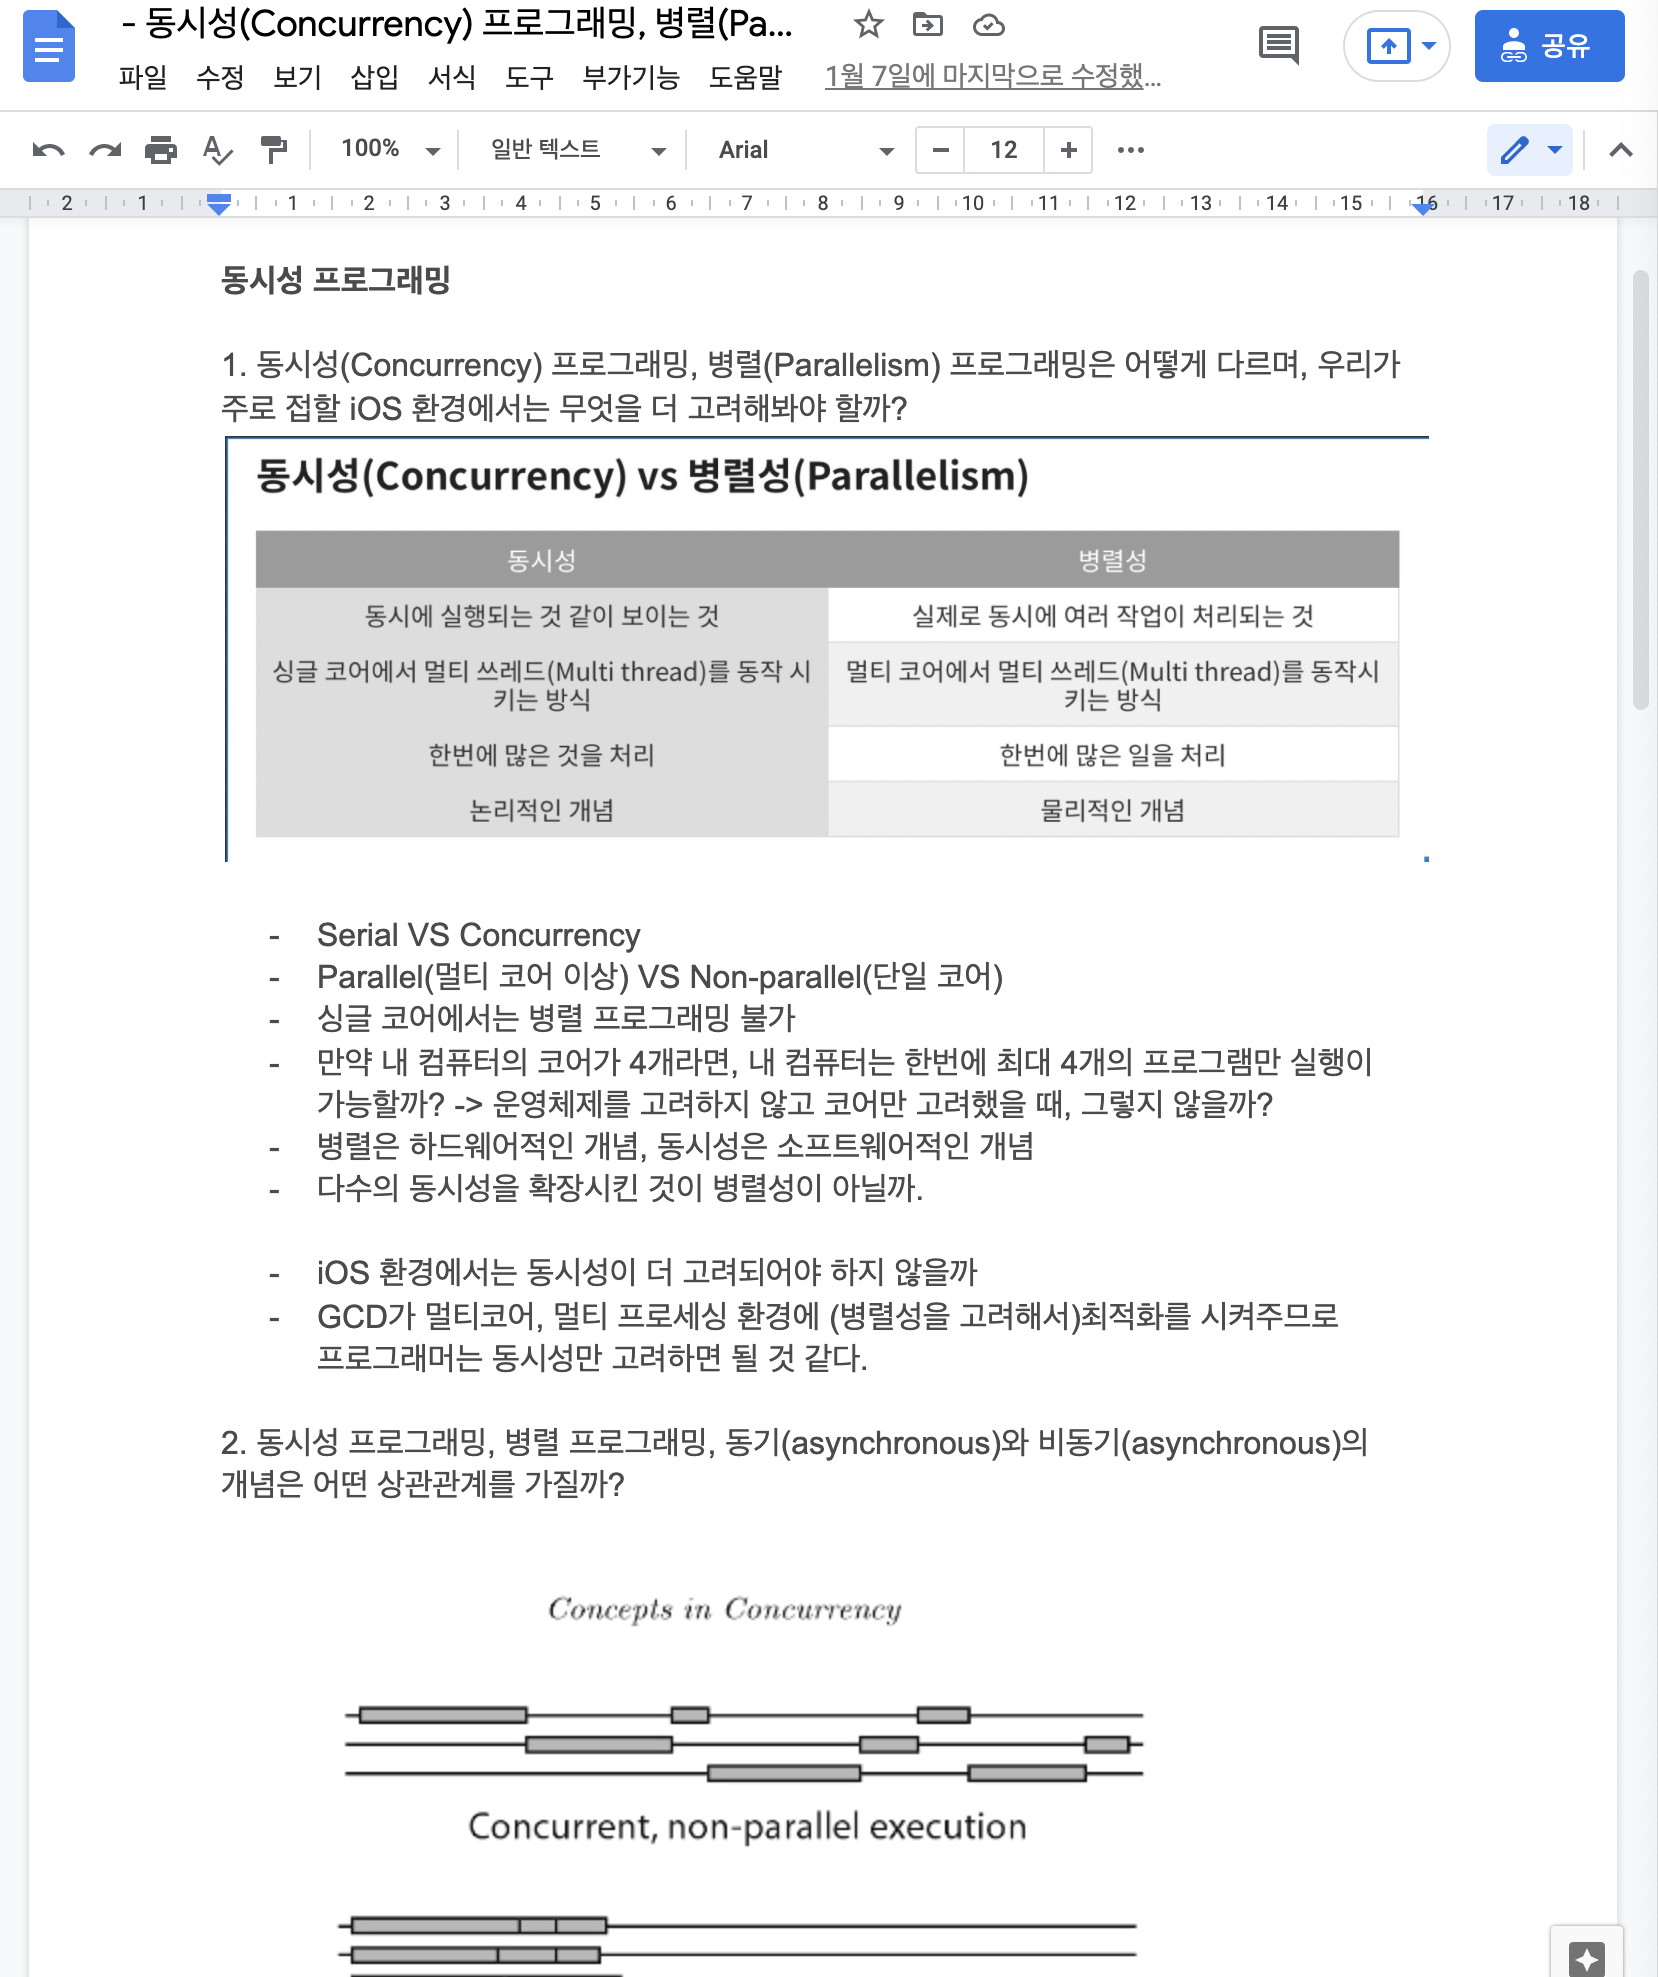 - 동시성(Concurrency) 프로그래밍, 병렬(Pa...
파일 수정 보기 삽입 서식 도구 부가기능 도움말 1월 7일에 마지막으로 수정했...
공유
100% 일반 텍스트 Arial 12
2 1 1 2 3 4 5 6 7 8 9 10 11 12 13 14 15 16 17 18
동시성 프로그래밍
1. 동시성(Concurrency) 프로그래밍, 병렬(Parallelism) 프로그래밍은 어떻게 다르며, 우리가
주로 접할 iOS 환경에서는 무엇을 더 고려해봐야 할까?
동시성(Concurrency) vs 병렬성(Parallelism)
동시성 병렬성
동시에 실행되는 것 같이 보이는 것 실제로 동시에 여러 작업이 처리되는 것
싱글 코어에서 멀티 쓰레드(Multi thread)를 동작 시 멀티 코어에서 멀티 쓰레드(Multi thread)를 동작시
키는 방식 키는 방식
한번에 많은 것을 처리 한번에 많은 일을 처리
논리적인 개념 물리적인 개념
- Serial VS Concurrency
- Parallel(멀티 코어 이상) VS Non-parallel(단일 코어)
- 싱글 코어에서는 병렬 프로그래밍 불가
- 만약 내 컴퓨터의 코어가 4개라면, 내 컴퓨터는 한번에 최대 4개의 프로그램만 실행이
가능할까? -> 운영체제를 고려하지 않고 코어만 고려했을 때, 그렇지 않을까?
- 병렬은 하드웨어적인 개념, 동시성은 소프트웨어적인 개념
- 다수의 동시성을 확장시킨 것이 병렬성이 아닐까.
- iOS 환경에서는 동시성이 더 고려되어야 하지 않을까
- GCD가 멀티코어, 멀티 프로세싱 환경에 (병렬성을 고려해서)최적화를 시켜주므로
프로그래머는 동시성만 고려하면 될 것 같다.
2. 동시성 프로그래밍, 병렬 프로그래밍, 동기(asynchronous)와 비동기(asynchronous)의
개념은 어떤 상관관계를 가질까?
Concepts in Concurrency
Concurrent, non-parallel execution